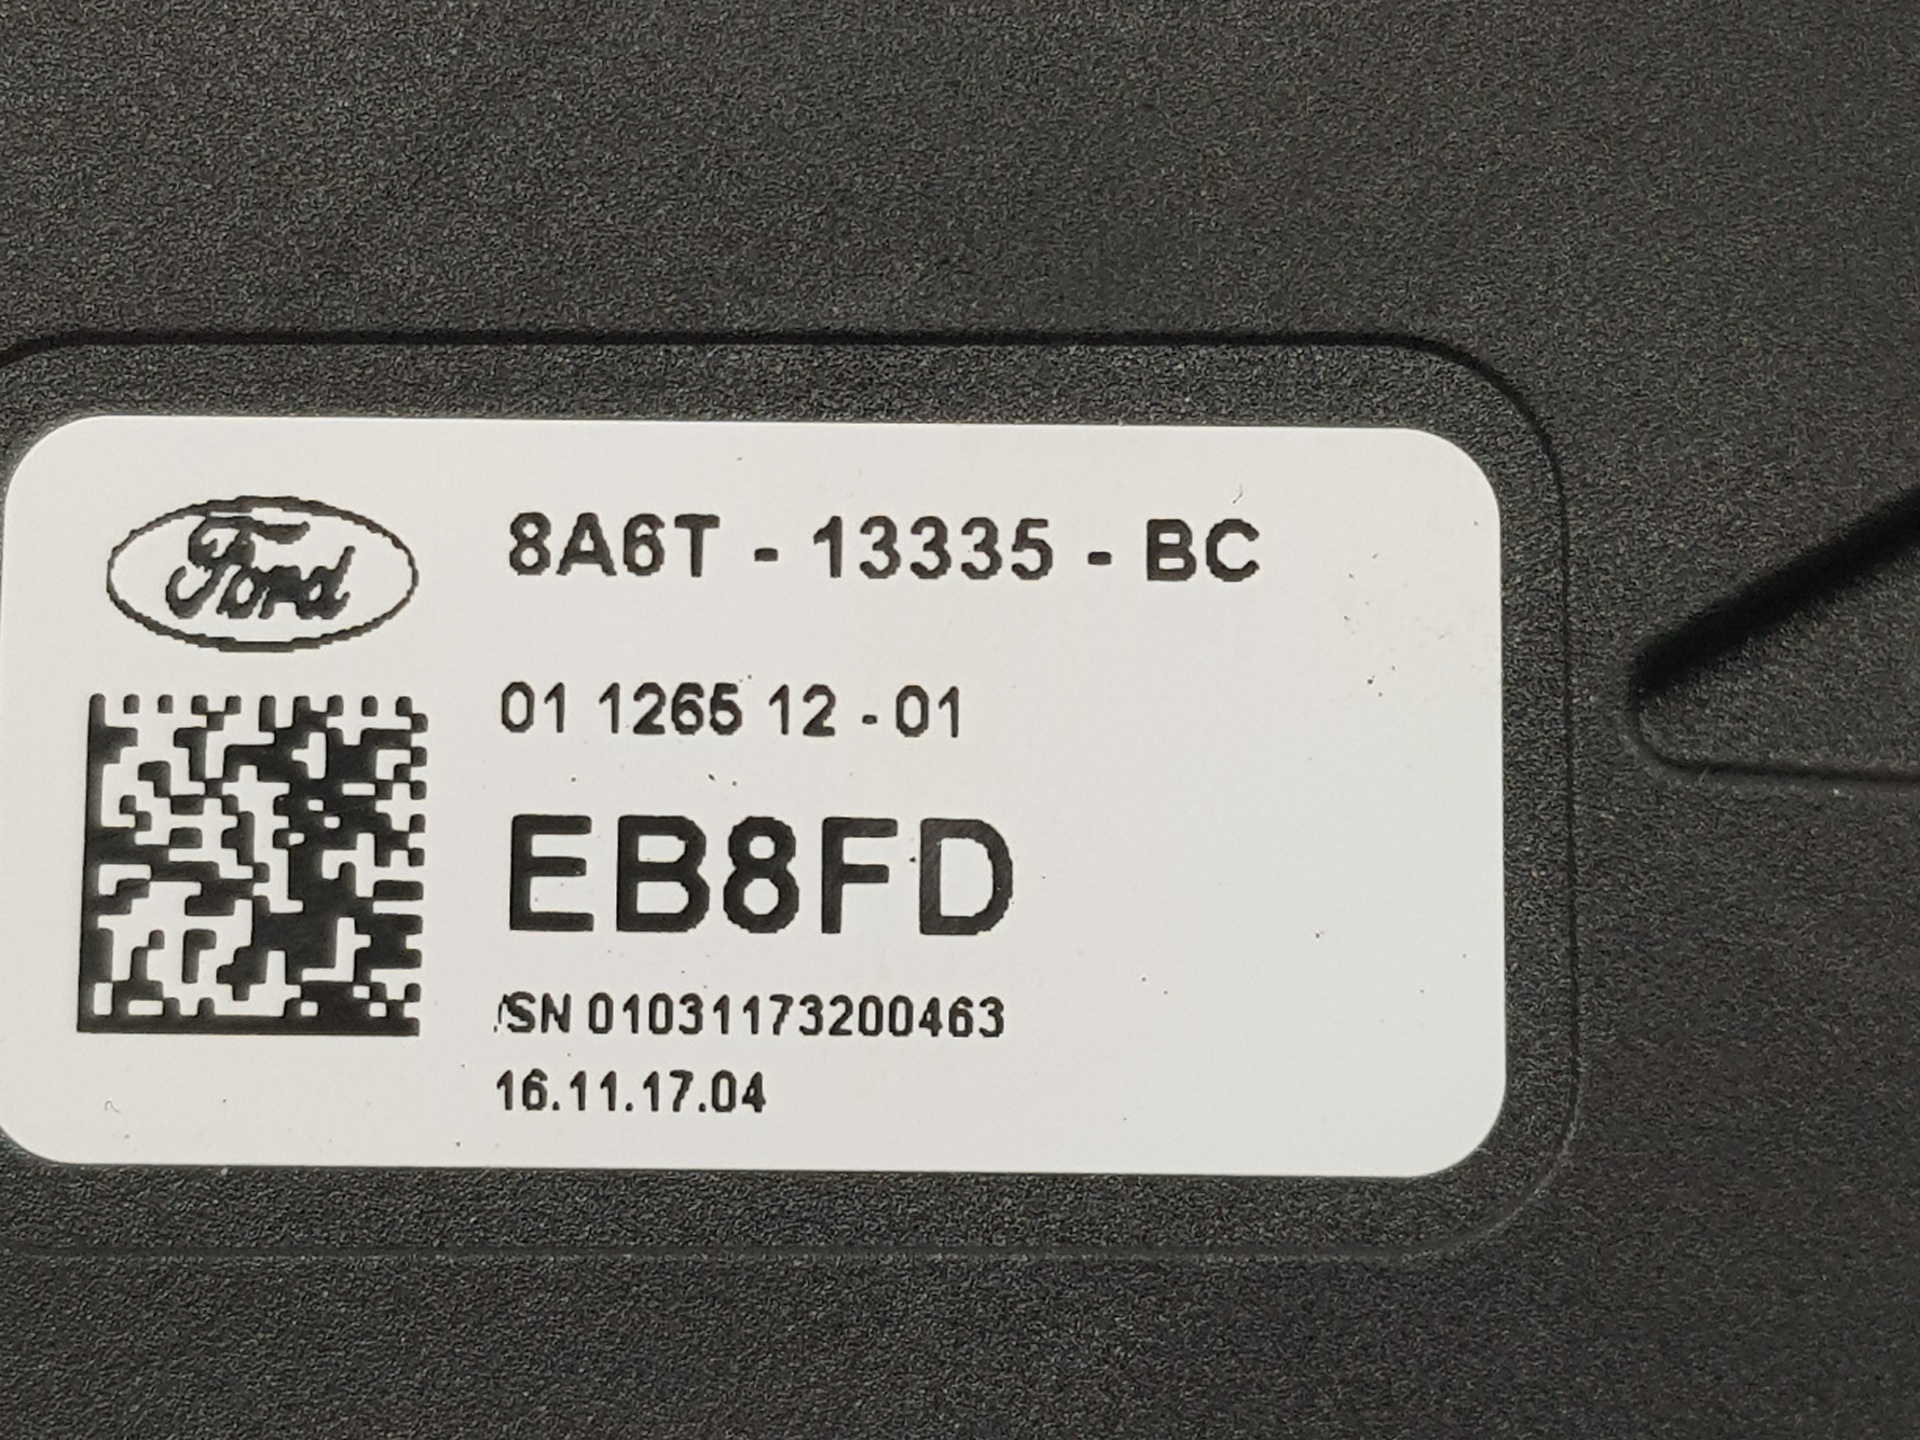 Ford
8A6T - 13335 - BC
01 1265 12 - 01
EB8FD
/SN 01031173200463
16.11.17.04